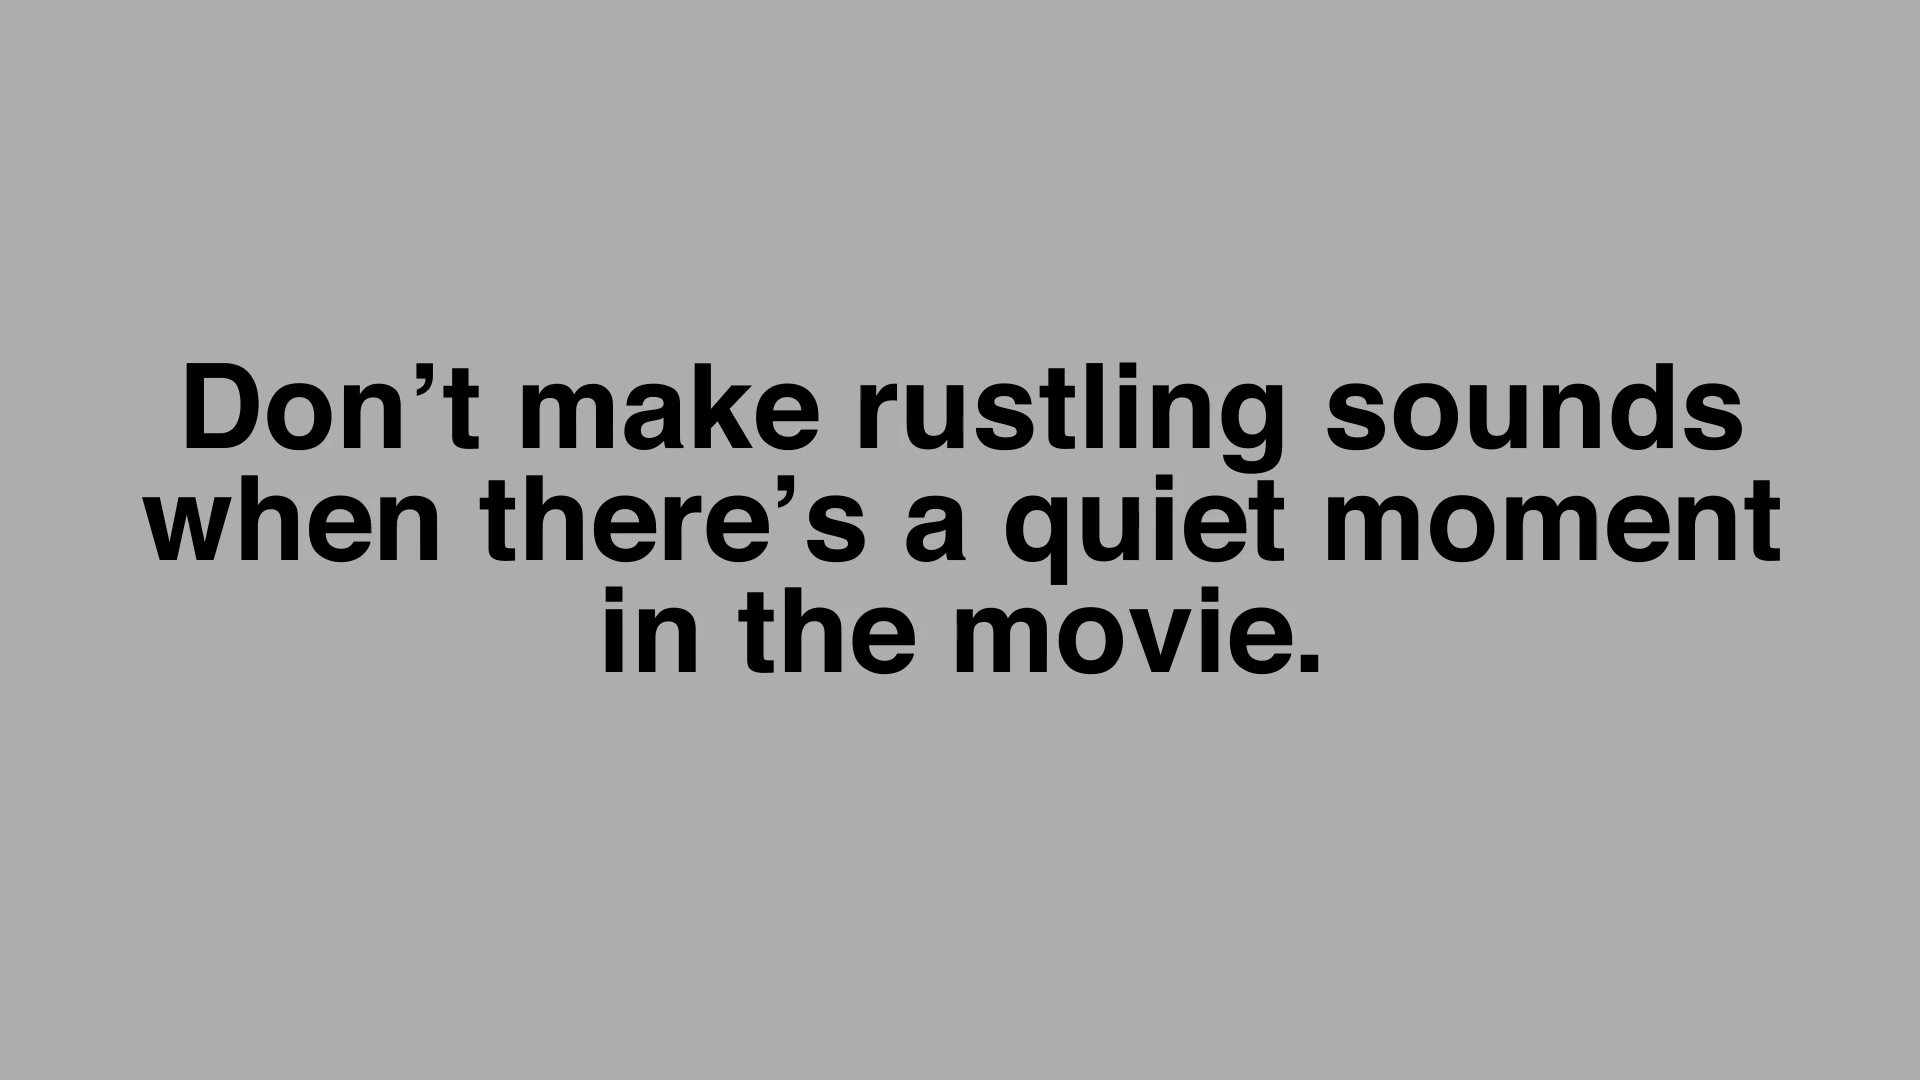 Don’t make rustling sounds
when there’s a quiet moment
in the movie.